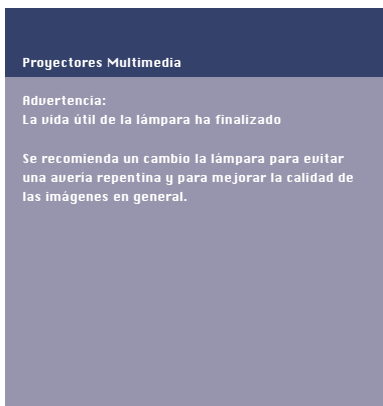 Proyectores Multimedia
Advertencia:
La vida útil de la lámpara ha finalizado
Se recomienda un cambio la lámpara para evitar
una avería repentina y para mejorar la calidad de
las imágenes en general.